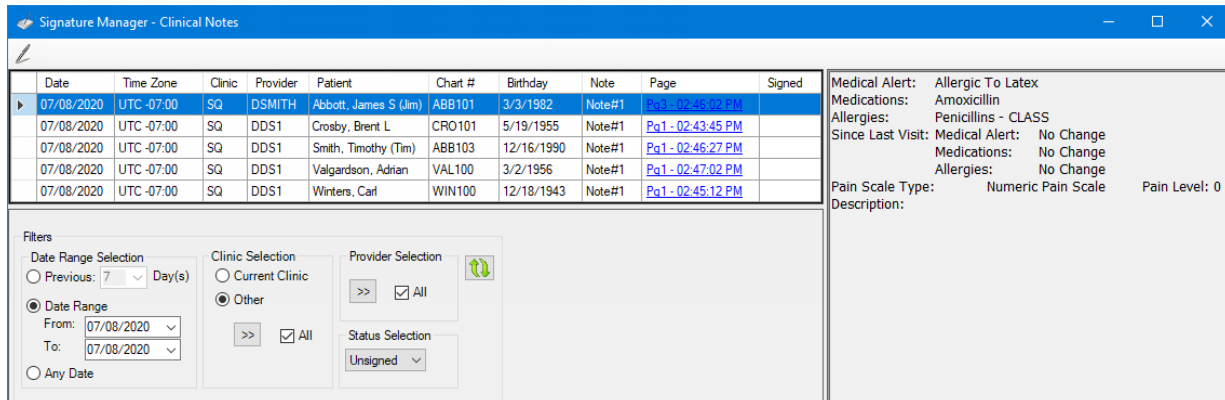 Signature Manager - Clinical Notes
Date Time Zone Clinic Provider Patient Chart # Birthday Note Page Signed
07/08/2020 UTC -07:00 SQ DSMITH Abbott, James S (Jim) ABB101 3/3/1982 Note#1 Pg3 - 02:46:02 PM
07/08/2020 UTC -07:00 SQ DDS1 Crosby, Brent L CRO101 5/19/1955 Note#1 Pg1 - 02:43:45 PM
07/08/2020 UTC -07:00 SQ DDS1 Smith, Timothy (Tim) ABB103 12/16/1990 Note#1 Pg1 - 02:46:27 PM
07/08/2020 UTC -07:00 SQ DDS1 Valgardson, Adrian VAL100 3/2/1956 Note#1 Pg1 - 02:47:02 PM
07/08/2020 UTC -07:00 SQ DDS1 Winters, Carl WIN100 12/18/1943 Note#1 Pg1 - 02:45:12 PM
Medical Alert: Allergic To Latex
Medications: Amoxicillin
Allergies: Penicillins - CLASS
Since Last Visit: Medical Alert: No Change
Medications: No Change
Allergies: No Change
Pain Scale Type: Numeric Pain Scale Pain Level: 0
Description:
Filters
Date Range Selection
Previous: 7 Day(s)
Date Range
From: 07/08/2020
To: 07/08/2020
Any Date
Clinic Selection
Current Clinic
Other
>> All
Provider Selection
>> All
Status Selection
Unsigned